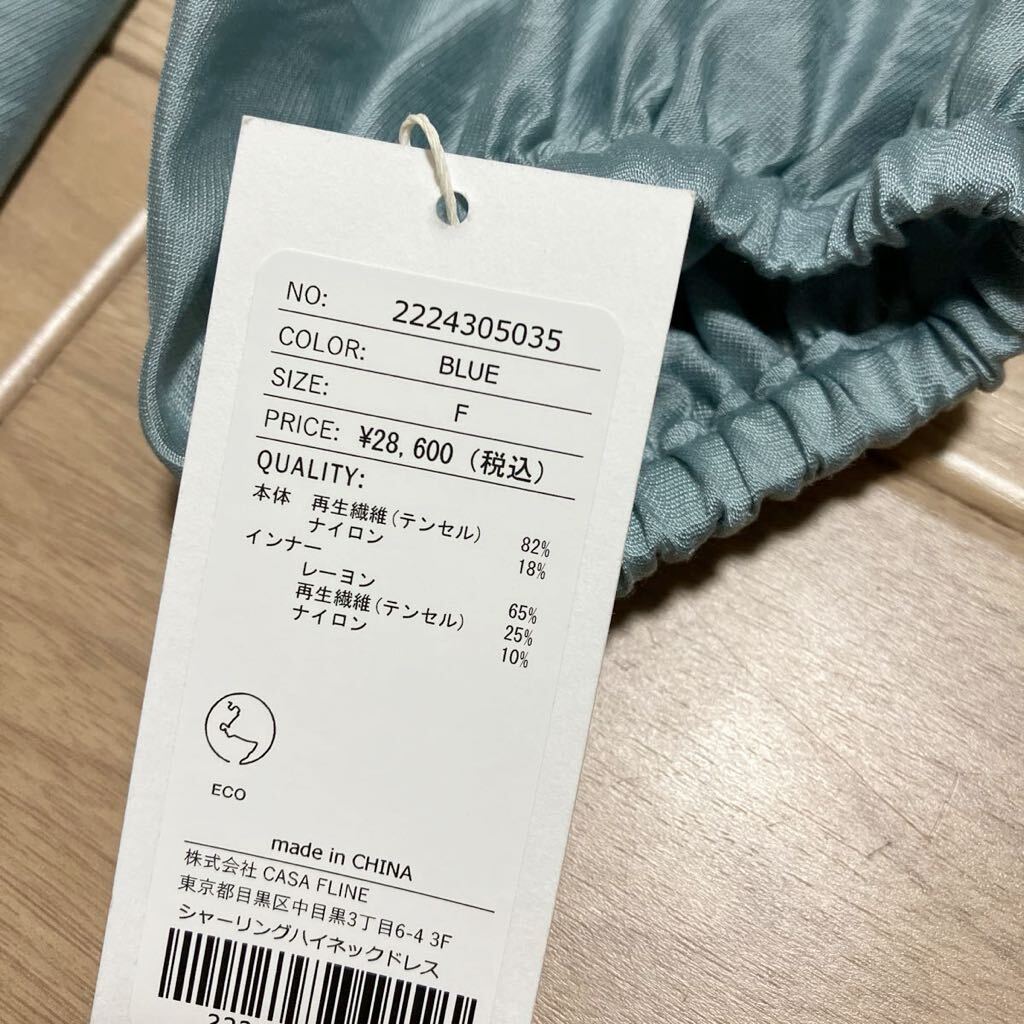 NO: 2224305035
COLOR: BLUE
SIZE: F
PRICE: ¥28,600 (税込)
QUALITY:
本体 再生繊維(テンセル) 82%
ナイロン 18%
インナー
レーヨン 65%
再生繊維(テンセル) 25%
ナイロン 10%
ECO
made in CHINA
株式会社 CASA FLINE
東京都目黒区中目黒3丁目6-4 3F
シャーリングハイネックドレス